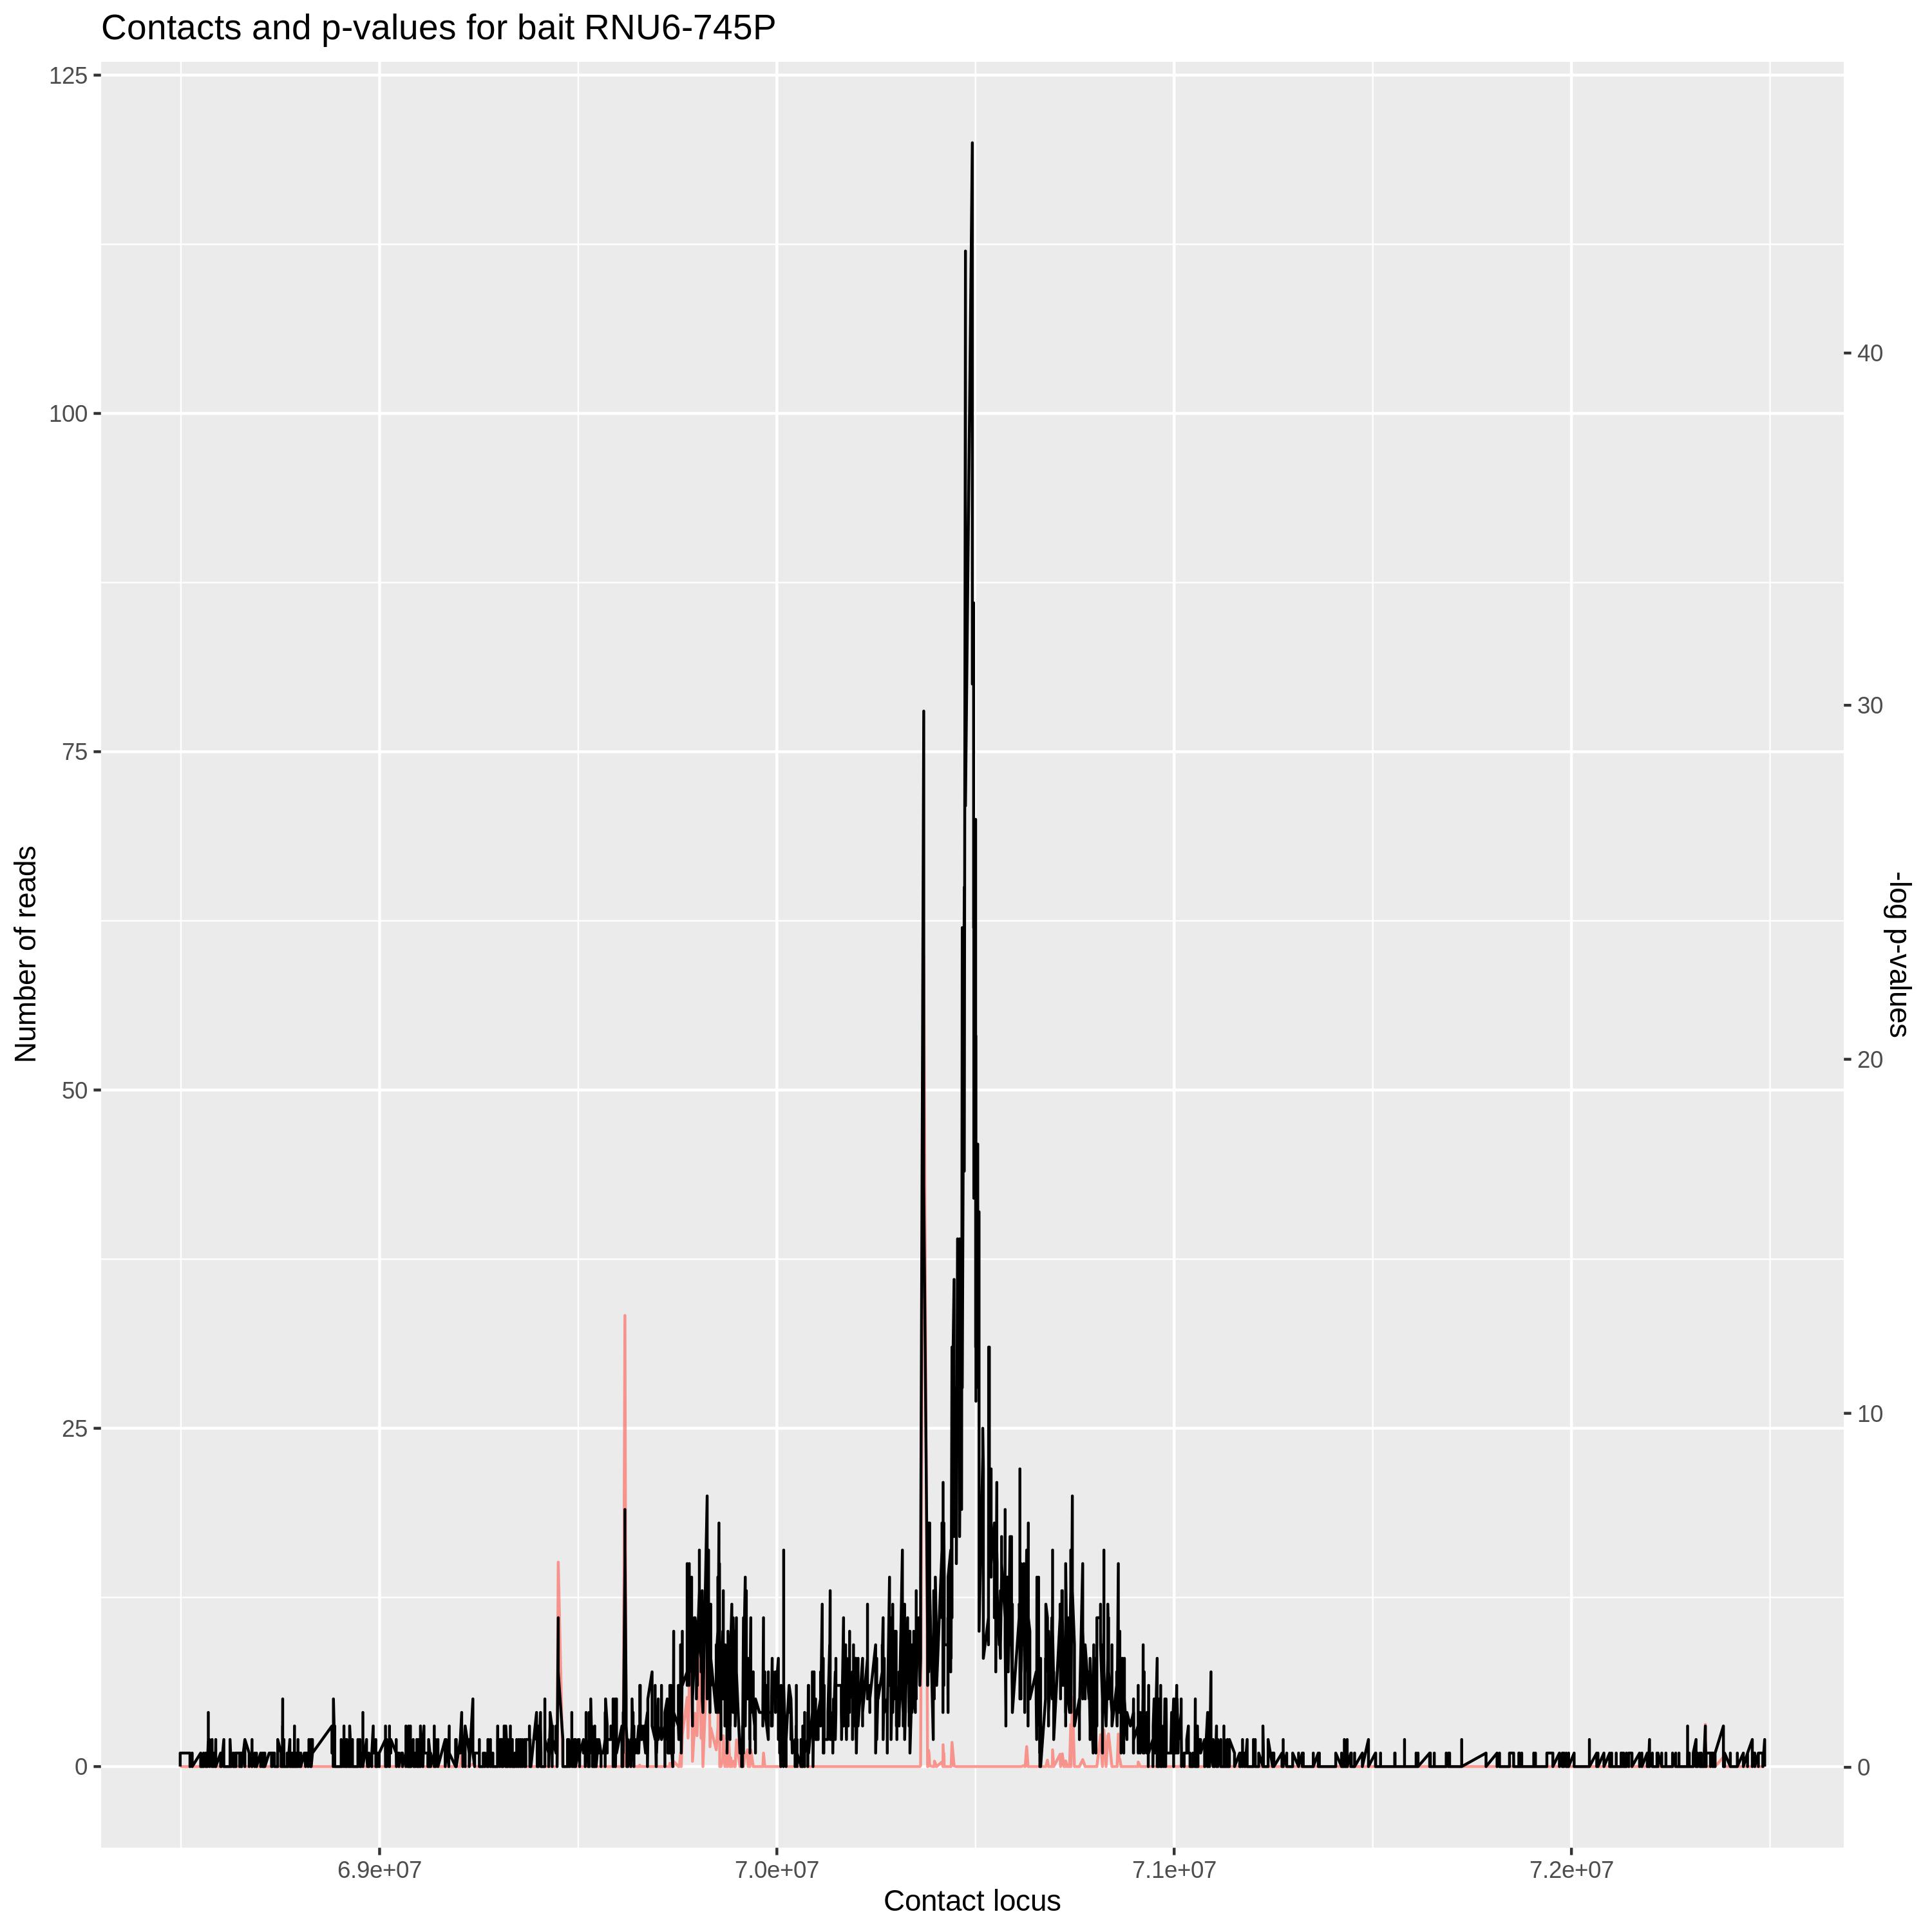 Contacts and p-values for bait RNU6-745P
125
100
75
50
25
0
Number of reads
40
30
20
10
0
-log p-values
6.9e+07
7.0e+07
7.1e+07
7.2e+07
Contact locus